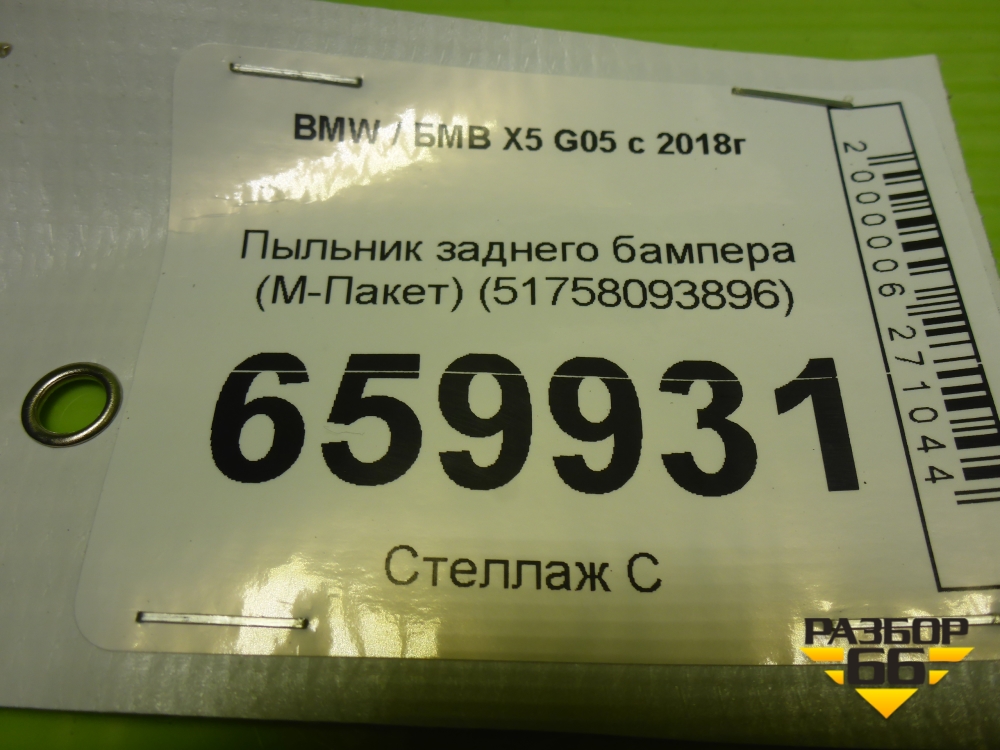 BMW / БМВ X5 G05 с 2018г
Пыльник заднего бампера
(М-Пакет) (51758093896)
659931
Стеллаж С
2000006271044
РАЗБОР
66